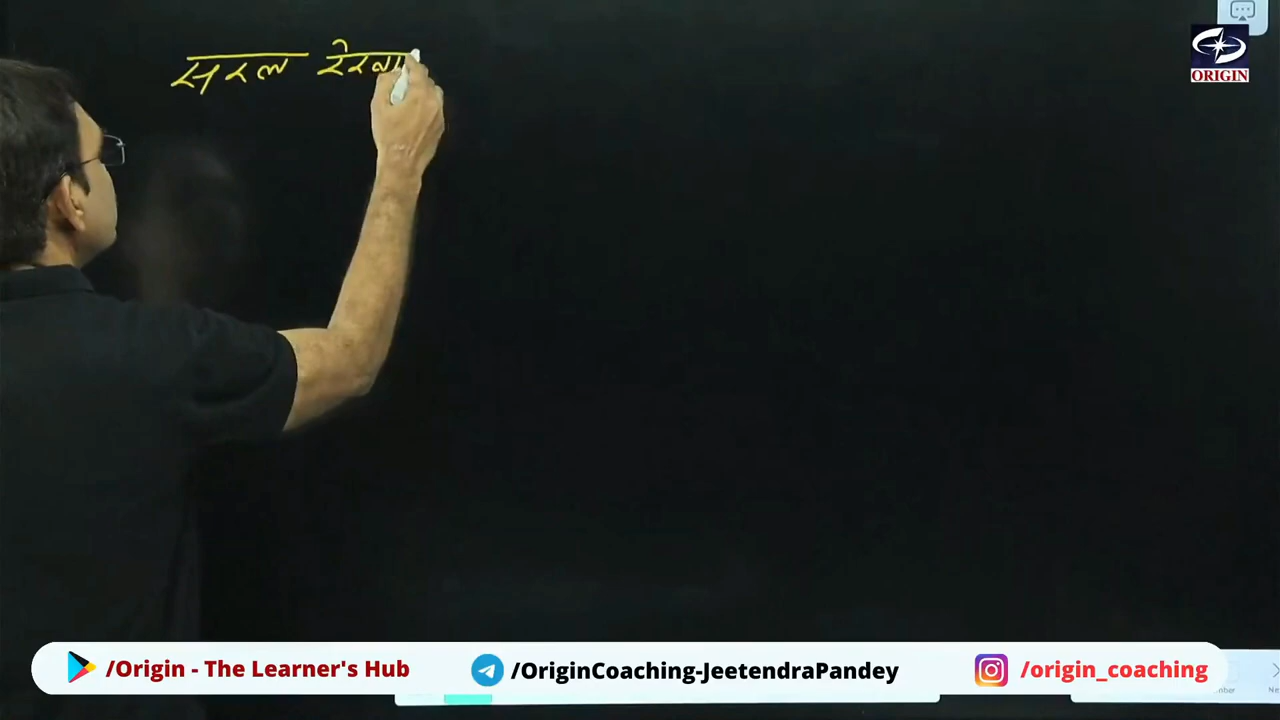 सरल रेखा
ORIGIN
/Origin - The Learner's Hub
/OriginCoaching-JeetendraPandey
/origin_coaching